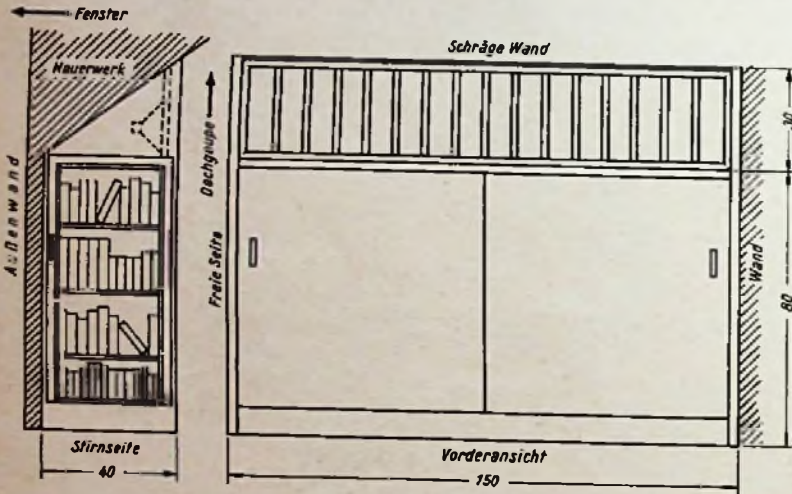 Fenster
Mauerwerk
Außenwand
Stirnseite
40
Schräge Wand
Dachgaupe
Freie Seite
Wand
30
80
Vorderansicht
150